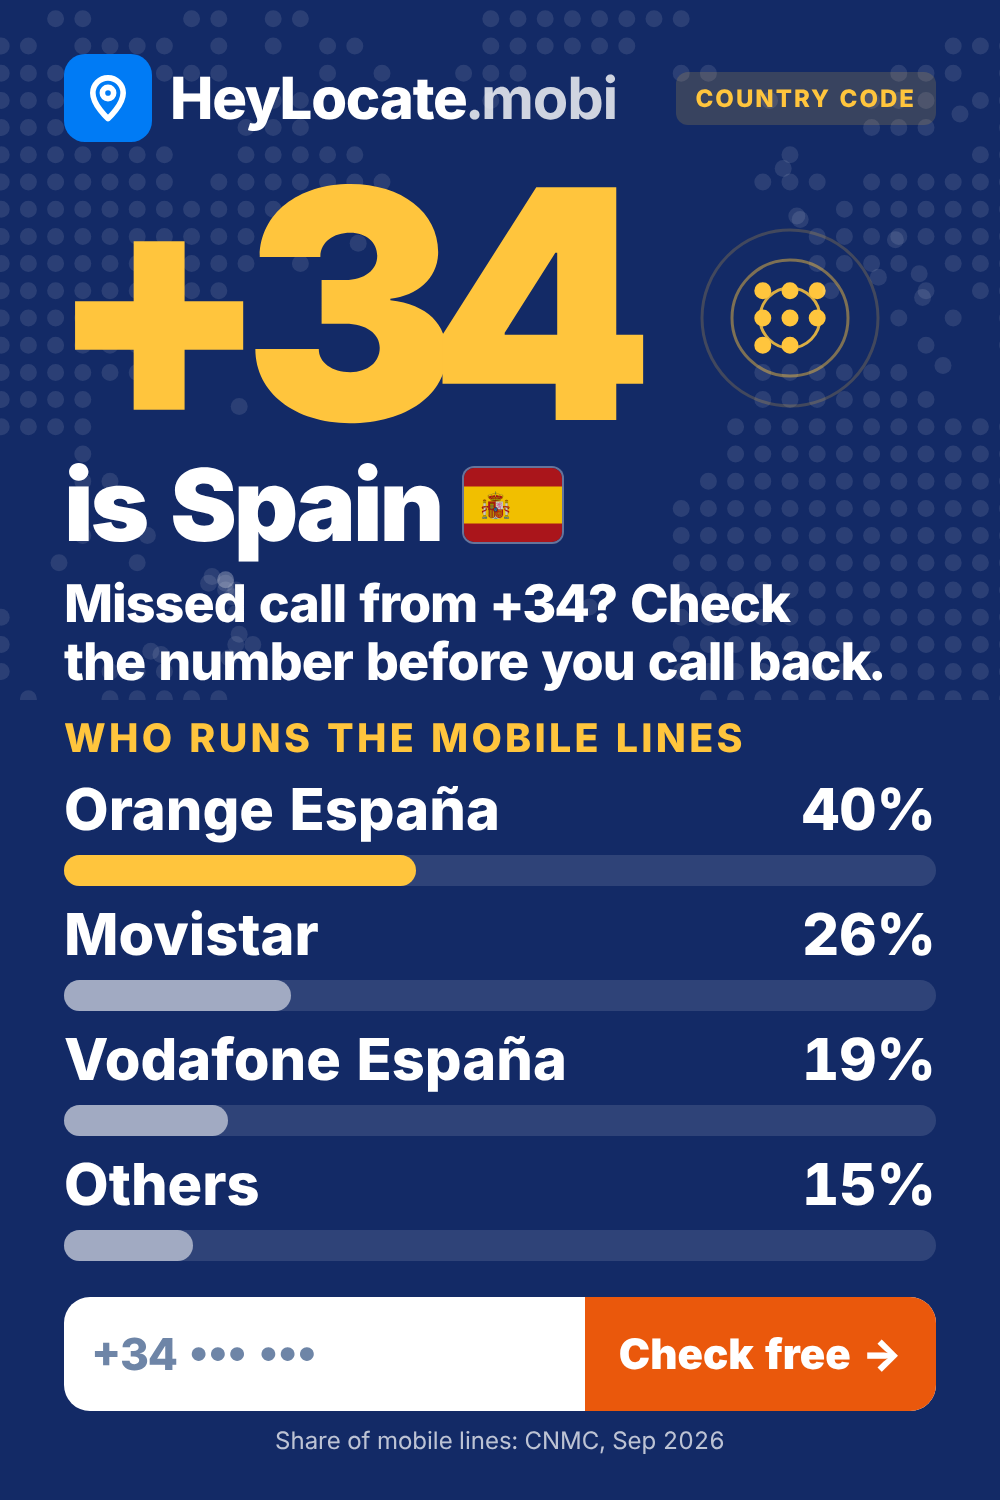 HeyLocate.mobi
COUNTRY CODE
+34
is Spain
Missed call from +34? Check
the number before you call back.
WHO RUNS THE MOBILE LINES
Orange España 40%
Movistar 26%
Vodafone España 19%
Others 15%
+34 ••• •••
Check free →
Share of mobile lines: CNMC, Sep 2026